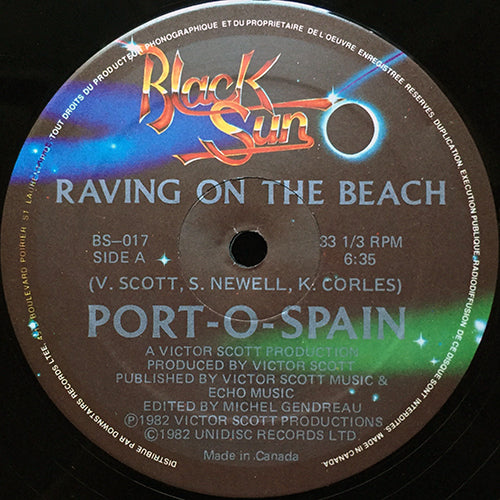 TOUT DROITS DU PRODUCTEUR PHONOGRAPHIQUE ET DU PROPRIETAIRE DE L'OEUVRE ENREGISTREE RESERVES. DUPLICATION, EXECUTION PUBLIQUE, RADIODIFFUSION DE CE DISQUE SONT INTERDITES. MADE IN CANADA.
Black
Sun
RAVING ON THE BEACH
BS–017
33 1/3 RPM
SIDE A
6:35
(V. SCOTT, S. NEWELL, K. CORLES)
PORT-O-SPAIN
A VICTOR SCOTT PRODUCTION
PRODUCED BY VICTOR SCOTT
PUBLISHED BY VICTOR SCOTT MUSIC &
ECHO MUSIC
EDITED BY MICHEL GENDREAU
Ⓟ1982 VICTOR SCOTT PRODUCTIONS
©1982 UNIDISC RECORDS LTD.
Made in Canada
DISTRIBUE PAR DOWNSTAIRS RECORDS LTEE, BOULEVARD POIRIER ST. LAURENT